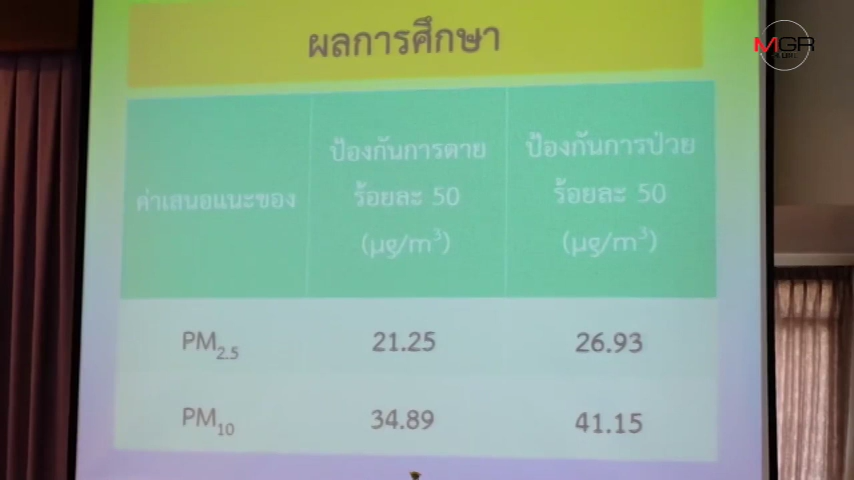 ผลการศึกษา
MGR
ค่าเสนอแนะของ
ป้องกันการตาย
ร้อยละ 50
(µg/m³)
ป้องกันการป่วย
ร้อยละ 50
(µg/m³)
PM2.5 21.25 26.93
PM10 34.89 41.15